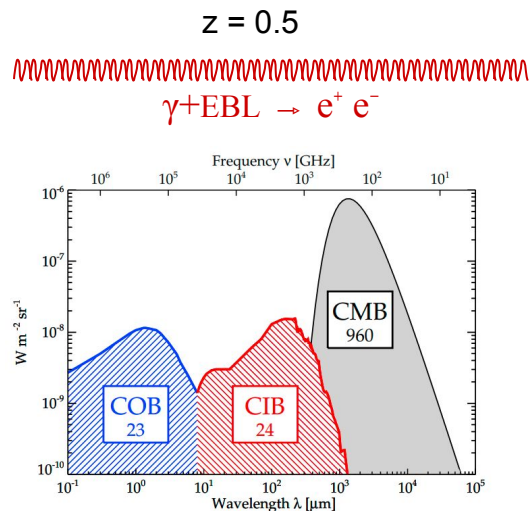 z = 0.5
γ+EBL → e⁺ e⁻
Frequency ν [GHz]
10⁶ 10⁵ 10⁴ 10³ 10² 10¹
10⁻⁶
10⁻⁷
10⁻⁸
10⁻⁹
10⁻¹⁰
W m⁻² sr⁻¹
COB
23
CIB
24
CMB
960
10⁻¹ 10⁰ 10¹ 10² 10³ 10⁴ 10⁵
Wavelength λ [μm]